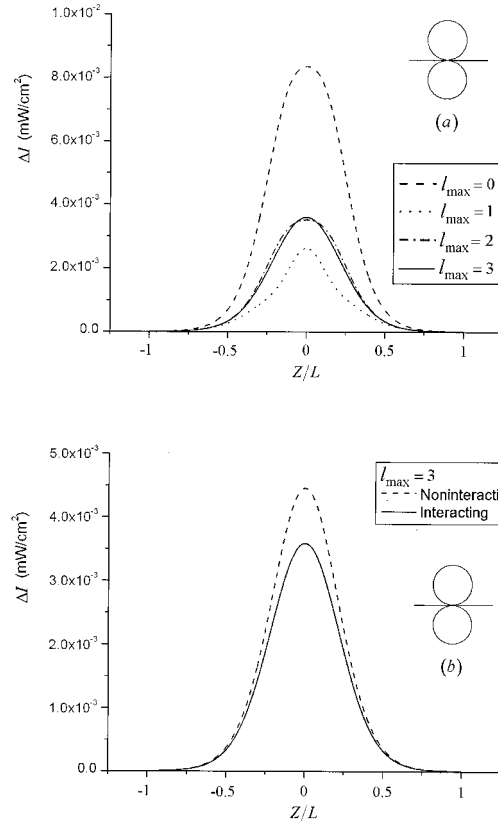 1.0x10⁻²
8.0x10⁻³
6.0x10⁻³
4.0x10⁻³
2.0x10⁻³
0.0
ΔI (mW/cm²)
(a)
l_max = 0
l_max = 1
l_max = 2
l_max = 3
-1 -0.5 0 0.5 1
Z/L
5.0x10⁻³
4.0x10⁻³
3.0x10⁻³
2.0x10⁻³
1.0x10⁻³
0.0
ΔI (mW/cm²)
l_max = 3
Noninteracti
Interacting
(b)
-1 -0.5 0 0.5 1
Z/L